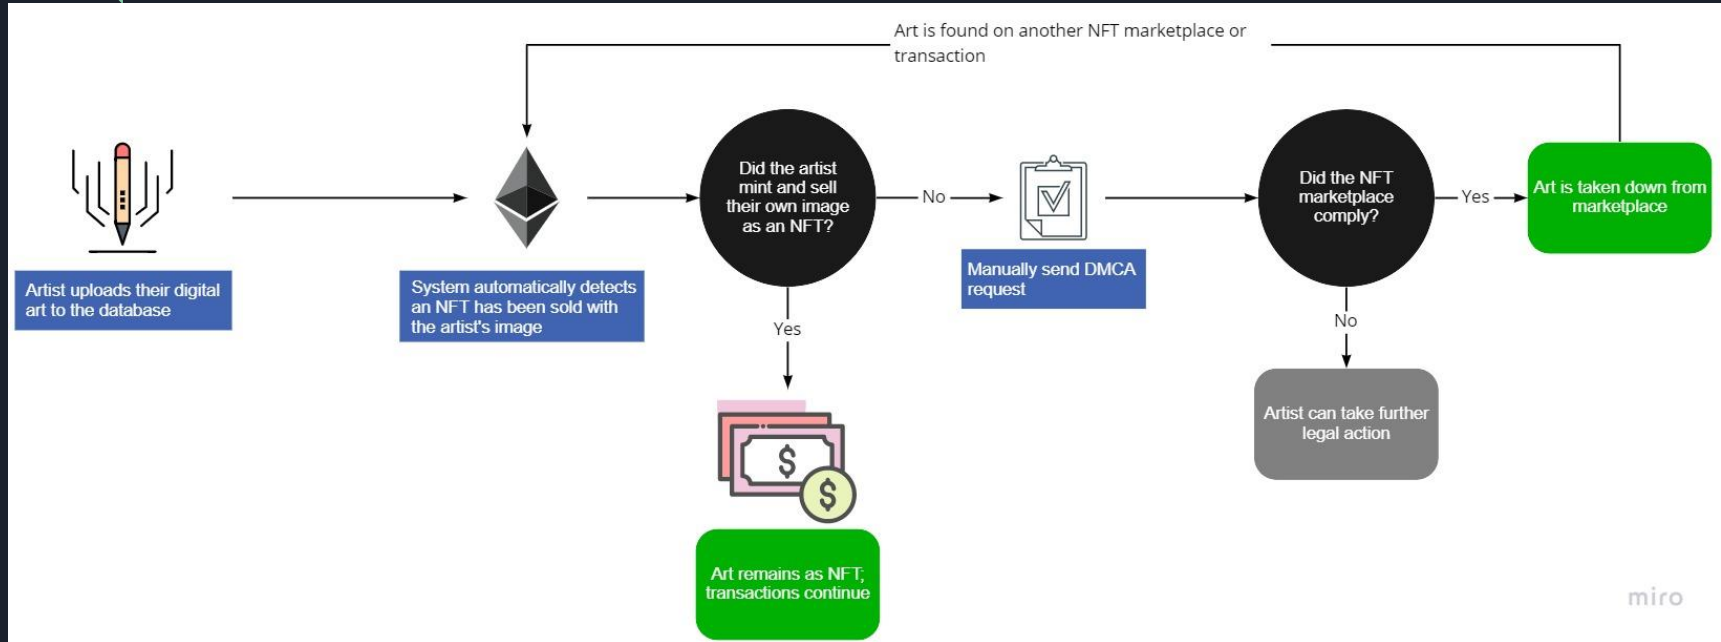 Art is found on another NFT marketplace or
transaction
Did the artist
mint and sell
their own image
as an NFT?
No
Did the NFT
marketplace
comply?
Yes
Art is taken down from
marketplace
Artist uploads their digital
art to the database
System automatically detects
an NFT has been sold with
the artist's image
Manually send DMCA
request
Yes
No
Artist can take further
legal action
$
$
Art remains as NFT;
transactions continue
miro